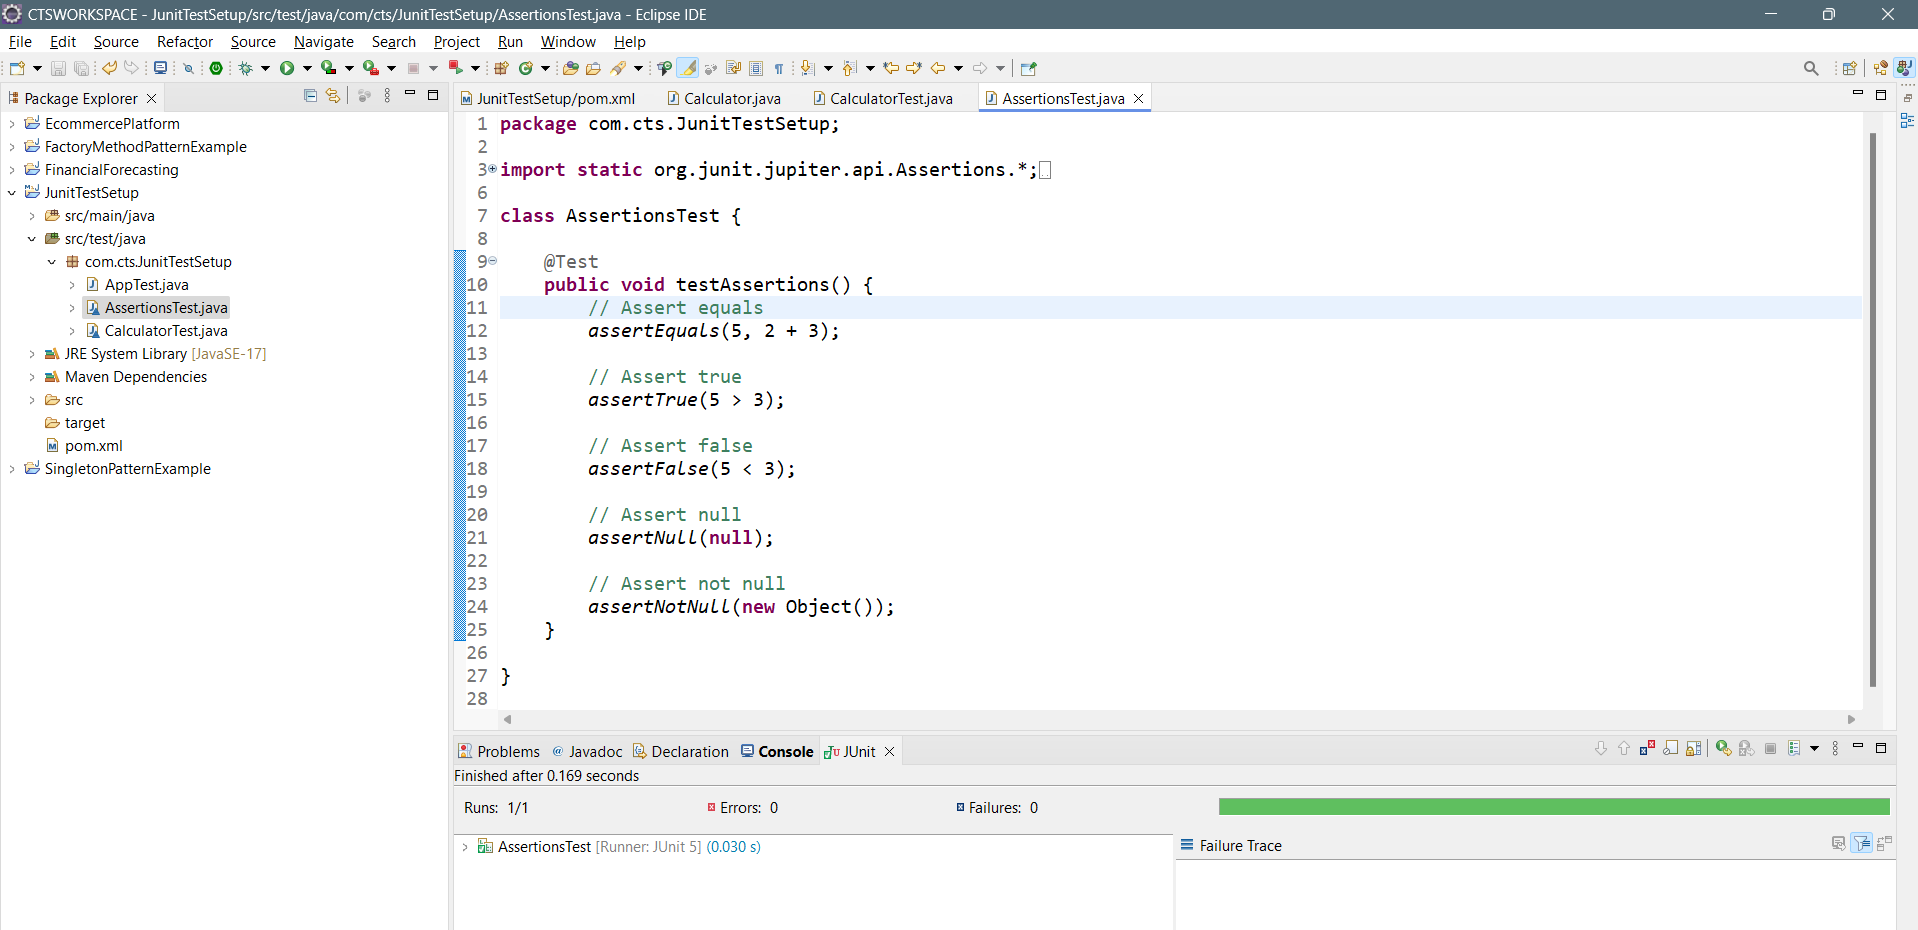 CTSWORKSPACE - JunitTestSetup/src/test/java/com/cts/JunitTestSetup/AssertionsTest.java - Eclipse IDE
File Edit Source Refactor Source Navigate Search Project Run Window Help
Package Explorer
EcommercePlatform
FactoryMethodPatternExample
FinancialForecasting
JunitTestSetup
src/main/java
src/test/java
com.cts.JunitTestSetup
AppTest.java
AssertionsTest.java
CalculatorTest.java
JRE System Library [JavaSE-17]
Maven Dependencies
src
target
pom.xml
SingletonPatternExample
JunitTestSetup/pom.xml Calculator.java CalculatorTest.java AssertionsTest.java
1 package com.cts.JunitTestSetup;
2
3 import static org.junit.jupiter.api.Assertions.*;
6
7 class AssertionsTest {
8
9 @Test
10 public void testAssertions() {
11 // Assert equals
12 assertEquals(5, 2 + 3);
13
14 // Assert true
15 assertTrue(5 > 3);
16
17 // Assert false
18 assertFalse(5 < 3);
19
20 // Assert null
21 assertNull(null);
22
23 // Assert not null
24 assertNotNull(new Object());
25 }
26
27 }
28
Problems Javadoc Declaration Console JUnit
Finished after 0.169 seconds
Runs: 1/1 Errors: 0 Failures: 0
AssertionsTest [Runner: JUnit 5] (0.030 s)
Failure Trace